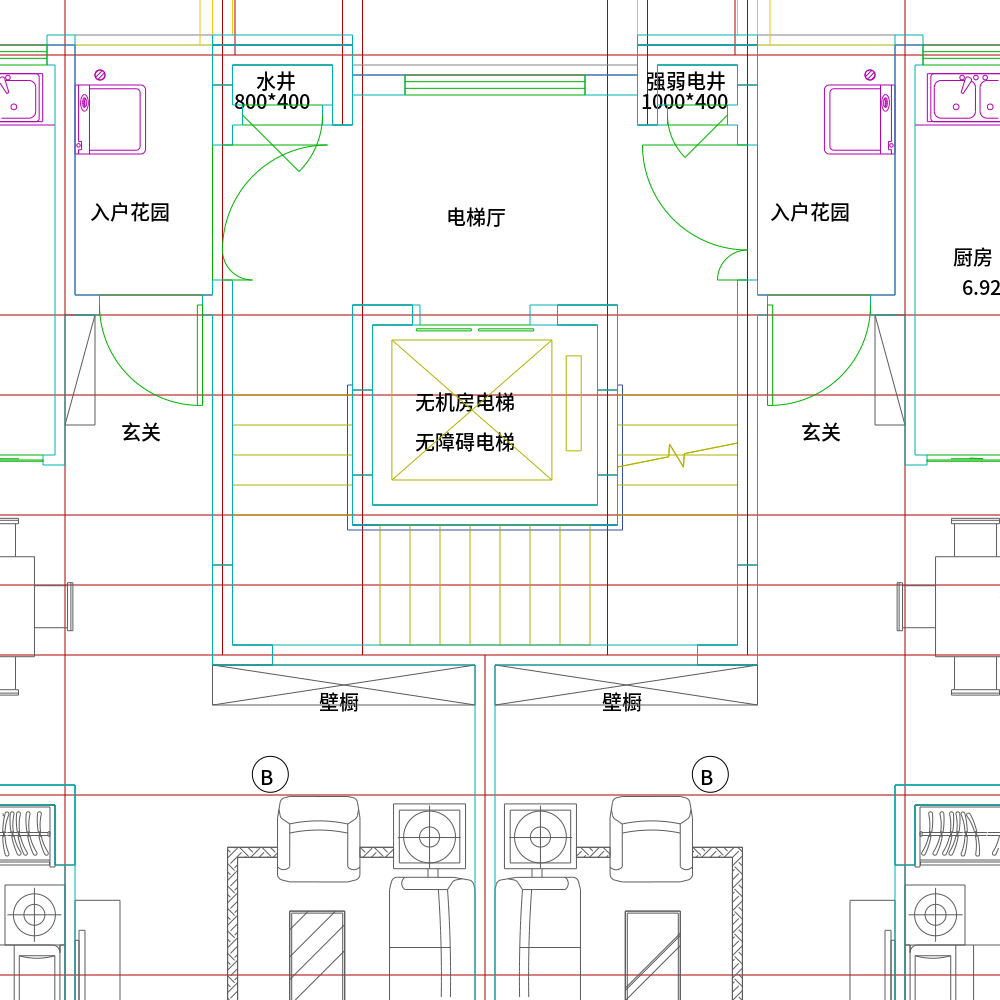 水井
800*400
强弱电井
1000*400
入户花园
电梯厅
入户花园
厨房
6.92
无机房电梯
无障碍电梯
玄关
玄关
壁橱
壁橱
B
B